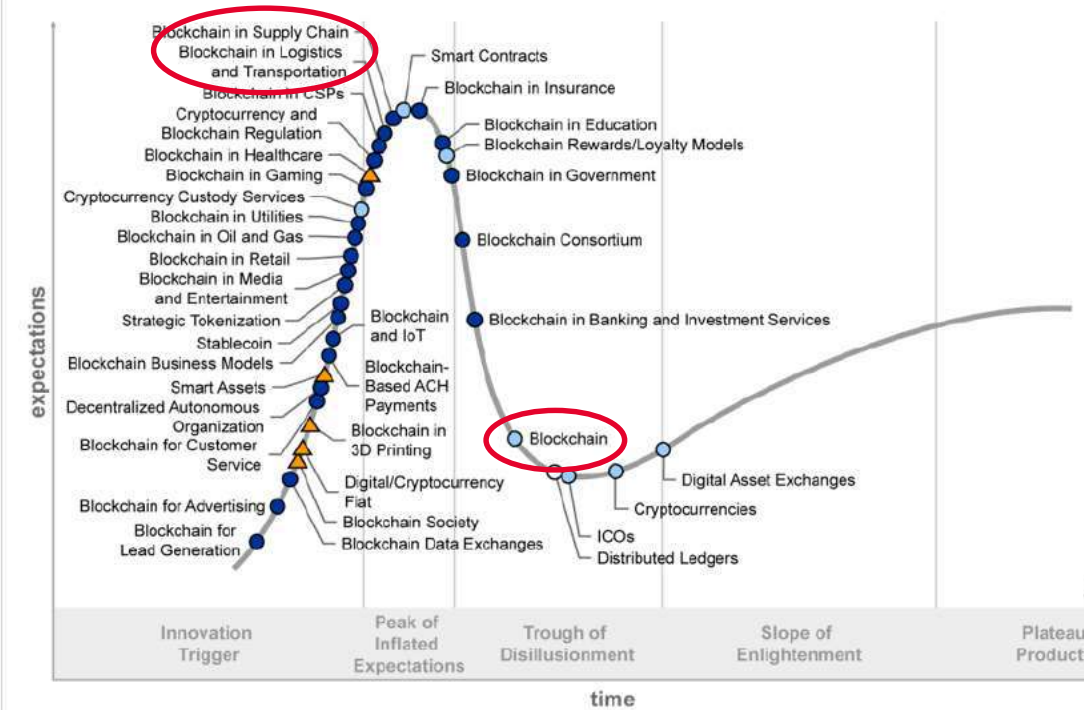 Blockchain in Supply Chain
Blockchain in Logistics
and Transportation
Blockchain in CSPs
Cryptocurrency and
Blockchain Regulation
Blockchain in Healthcare
Blockchain in Gaming
Cryptocurrency Custody Services
Blockchain in Utilities
Blockchain in Oil and Gas
Blockchain in Retail
Blockchain in Media
and Entertainment
Strategic Tokenization
Stablecoin
Blockchain Business Models
Smart Assets
Decentralized Autonomous
Organization
Blockchain for Customer
Service
Blockchain for Advertising
Blockchain for
Lead Generation
Smart Contracts
Blockchain in Insurance
Blockchain in Education
Blockchain Rewards/Loyalty Models
Blockchain in Government
Blockchain Consortium
Blockchain in Banking and Investment Services
Blockchain
and IoT
Blockchain-
Based ACH
Payments
Blockchain in
3D Printing
Digital/Cryptocurrency
Fiat
Blockchain Society
Blockchain Data Exchanges
Blockchain
Digital Asset Exchanges
Cryptocurrencies
ICOs
Distributed Ledgers
expectations
Innovation
Trigger
Peak of
Inflated
Expectations
Trough of
Disillusionment
Slope of
Enlightenment
Plateau
Product
time